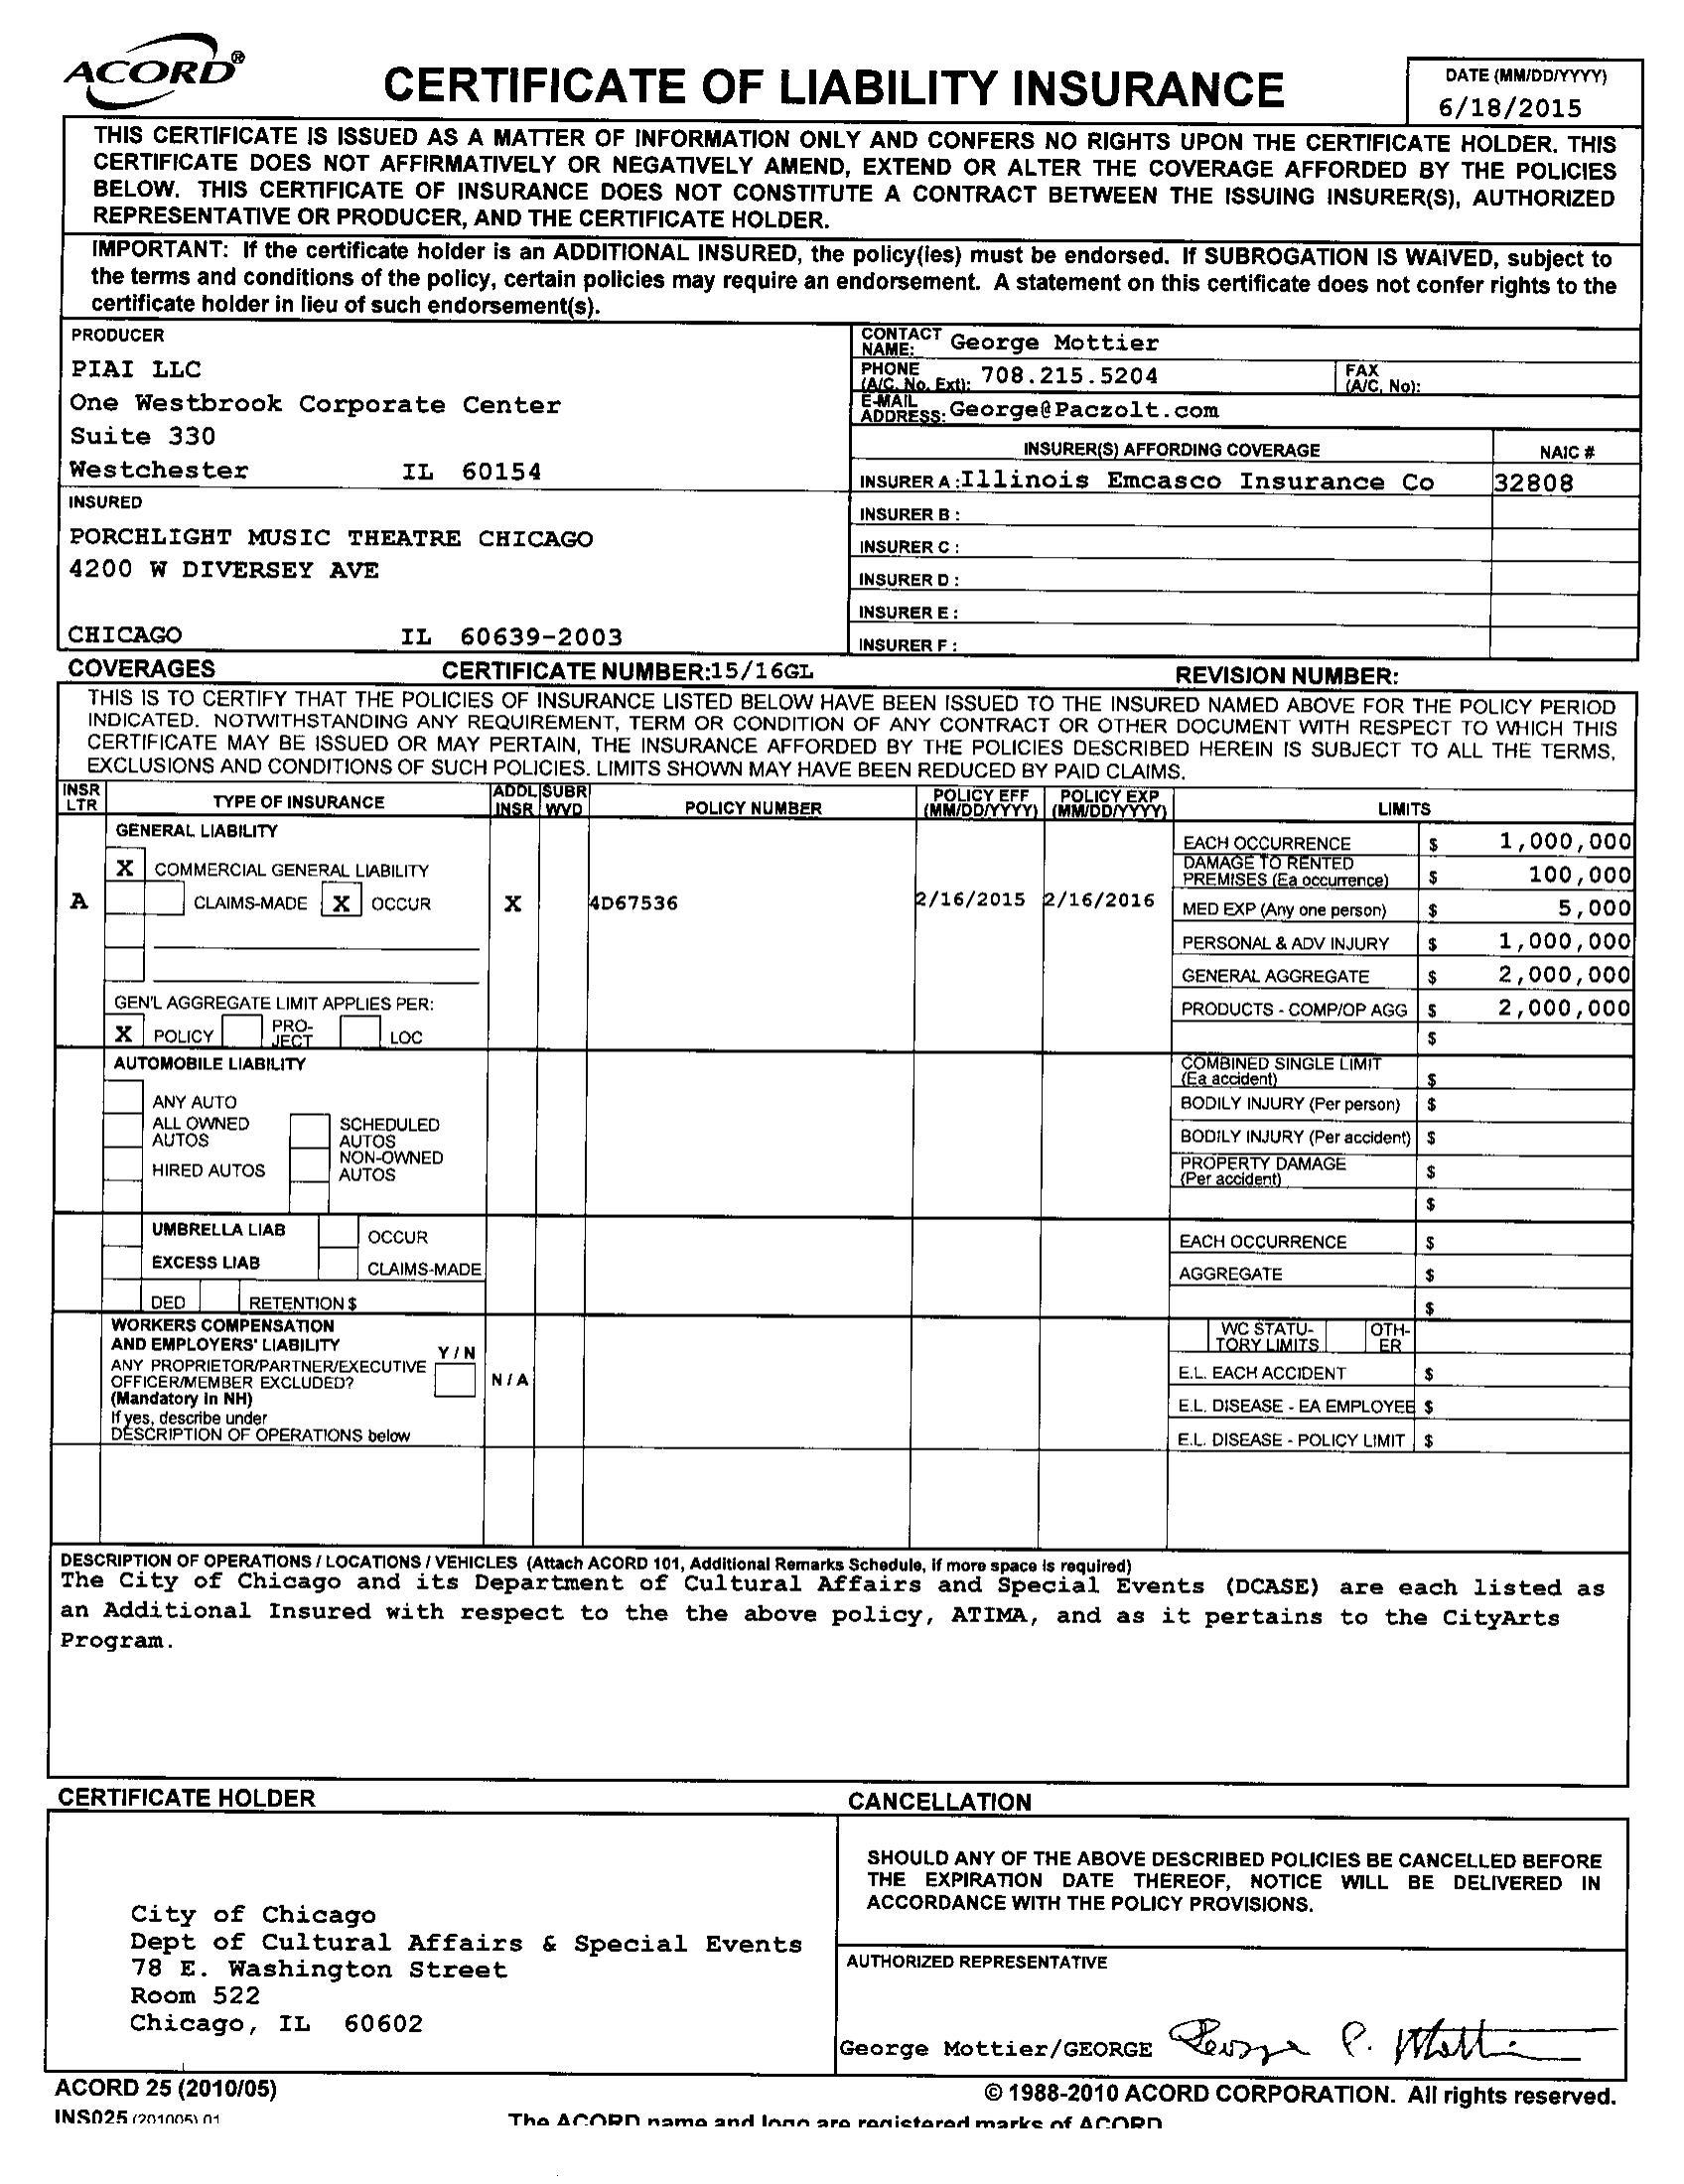 ACORD®
CERTIFICATE OF LIABILITY INSURANCE
DATE (MM/DD/YYYY)
6/18/2015
THIS CERTIFICATE IS ISSUED AS A MATTER OF INFORMATION ONLY AND CONFERS NO RIGHTS UPON THE CERTIFICATE HOLDER. THIS
CERTIFICATE DOES NOT AFFIRMATIVELY OR NEGATIVELY AMEND, EXTEND OR ALTER THE COVERAGE AFFORDED BY THE POLICIES
BELOW. THIS CERTIFICATE OF INSURANCE DOES NOT CONSTITUTE A CONTRACT BETWEEN THE ISSUING INSURER(S), AUTHORIZED
REPRESENTATIVE OR PRODUCER, AND THE CERTIFICATE HOLDER.
IMPORTANT: If the certificate holder is an ADDITIONAL INSURED, the policy(ies) must be endorsed. If SUBROGATION IS WAIVED, subject to
the terms and conditions of the policy, certain policies may require an endorsement. A statement on this certificate does not confer rights to the
certificate holder in lieu of such endorsement(s).
PRODUCER
PIAI LLC
One Westbrook Corporate Center
Suite 330
Westchester IL 60154
CONTACT NAME: George Mottier
PHONE (A/C, No, Ext): 708.215.5204
FAX (A/C, No):
E-MAIL ADDRESS: George@Paczolt.com
INSURER(S) AFFORDING COVERAGE NAIC #
INSURER A : Illinois Emcasco Insurance Co 32808
INSURED
PORCHLIGHT MUSIC THEATRE CHICAGO
4200 W DIVERSEY AVE
CHICAGO IL 60639-2003
INSURER B :
INSURER C :
INSURER D :
INSURER E :
INSURER F :
COVERAGES CERTIFICATE NUMBER:15/16GL REVISION NUMBER:
THIS IS TO CERTIFY THAT THE POLICIES OF INSURANCE LISTED BELOW HAVE BEEN ISSUED TO THE INSURED NAMED ABOVE FOR THE POLICY PERIOD
INDICATED. NOTWITHSTANDING ANY REQUIREMENT, TERM OR CONDITION OF ANY CONTRACT OR OTHER DOCUMENT WITH RESPECT TO WHICH THIS
CERTIFICATE MAY BE ISSUED OR MAY PERTAIN, THE INSURANCE AFFORDED BY THE POLICIES DESCRIBED HEREIN IS SUBJECT TO ALL THE TERMS,
EXCLUSIONS AND CONDITIONS OF SUCH POLICIES. LIMITS SHOWN MAY HAVE BEEN REDUCED BY PAID CLAIMS.
INSR LTR TYPE OF INSURANCE ADDL INSR SUBR WVD POLICY NUMBER POLICY EFF (MM/DD/YYYY) POLICY EXP (MM/DD/YYYY) LIMITS
GENERAL LIABILITY
X COMMERCIAL GENERAL LIABILITY
A CLAIMS-MADE X OCCUR X 4D67536 2/16/2015 2/16/2016
GEN'L AGGREGATE LIMIT APPLIES PER:
X POLICY PRO-JECT LOC
EACH OCCURRENCE $ 1,000,000
DAMAGE TO RENTED PREMISES (Ea occurrence) $ 100,000
MED EXP (Any one person) $ 5,000
PERSONAL & ADV INJURY $ 1,000,000
GENERAL AGGREGATE $ 2,000,000
PRODUCTS - COMP/OP AGG $ 2,000,000
$
AUTOMOBILE LIABILITY
ANY AUTO
ALL OWNED AUTOS SCHEDULED AUTOS
HIRED AUTOS NON-OWNED AUTOS
COMBINED SINGLE LIMIT (Ea accident) $
BODILY INJURY (Per person) $
BODILY INJURY (Per accident) $
PROPERTY DAMAGE (Per accident) $
$
UMBRELLA LIAB OCCUR
EXCESS LIAB CLAIMS-MADE
DED RETENTION $
EACH OCCURRENCE $
AGGREGATE $
$
WORKERS COMPENSATION
AND EMPLOYERS' LIABILITY Y / N
ANY PROPRIETOR/PARTNER/EXECUTIVE
OFFICER/MEMBER EXCLUDED? N / A
(Mandatory in NH)
If yes, describe under
DESCRIPTION OF OPERATIONS below
WC STATU-TORY LIMITS OTH-ER
E.L. EACH ACCIDENT $
E.L. DISEASE - EA EMPLOYEE $
E.L. DISEASE - POLICY LIMIT $
DESCRIPTION OF OPERATIONS / LOCATIONS / VEHICLES (Attach ACORD 101, Additional Remarks Schedule, if more space is required)
The City of Chicago and its Department of Cultural Affairs and Special Events (DCASE) are each listed as
an Additional Insured with respect to the the above policy, ATIMA, and as it pertains to the CityArts
Program.
CERTIFICATE HOLDER
City of Chicago
Dept of Cultural Affairs & Special Events
78 E. Washington Street
Room 522
Chicago, IL 60602
CANCELLATION
SHOULD ANY OF THE ABOVE DESCRIBED POLICIES BE CANCELLED BEFORE
THE EXPIRATION DATE THEREOF, NOTICE WILL BE DELIVERED IN
ACCORDANCE WITH THE POLICY PROVISIONS.
AUTHORIZED REPRESENTATIVE
George Mottier/GEORGE George P. Mottier
ACORD 25 (2010/05) © 1988-2010 ACORD CORPORATION. All rights reserved.
INS025 (201005).01 The ACORD name and logo are registered marks of ACORD